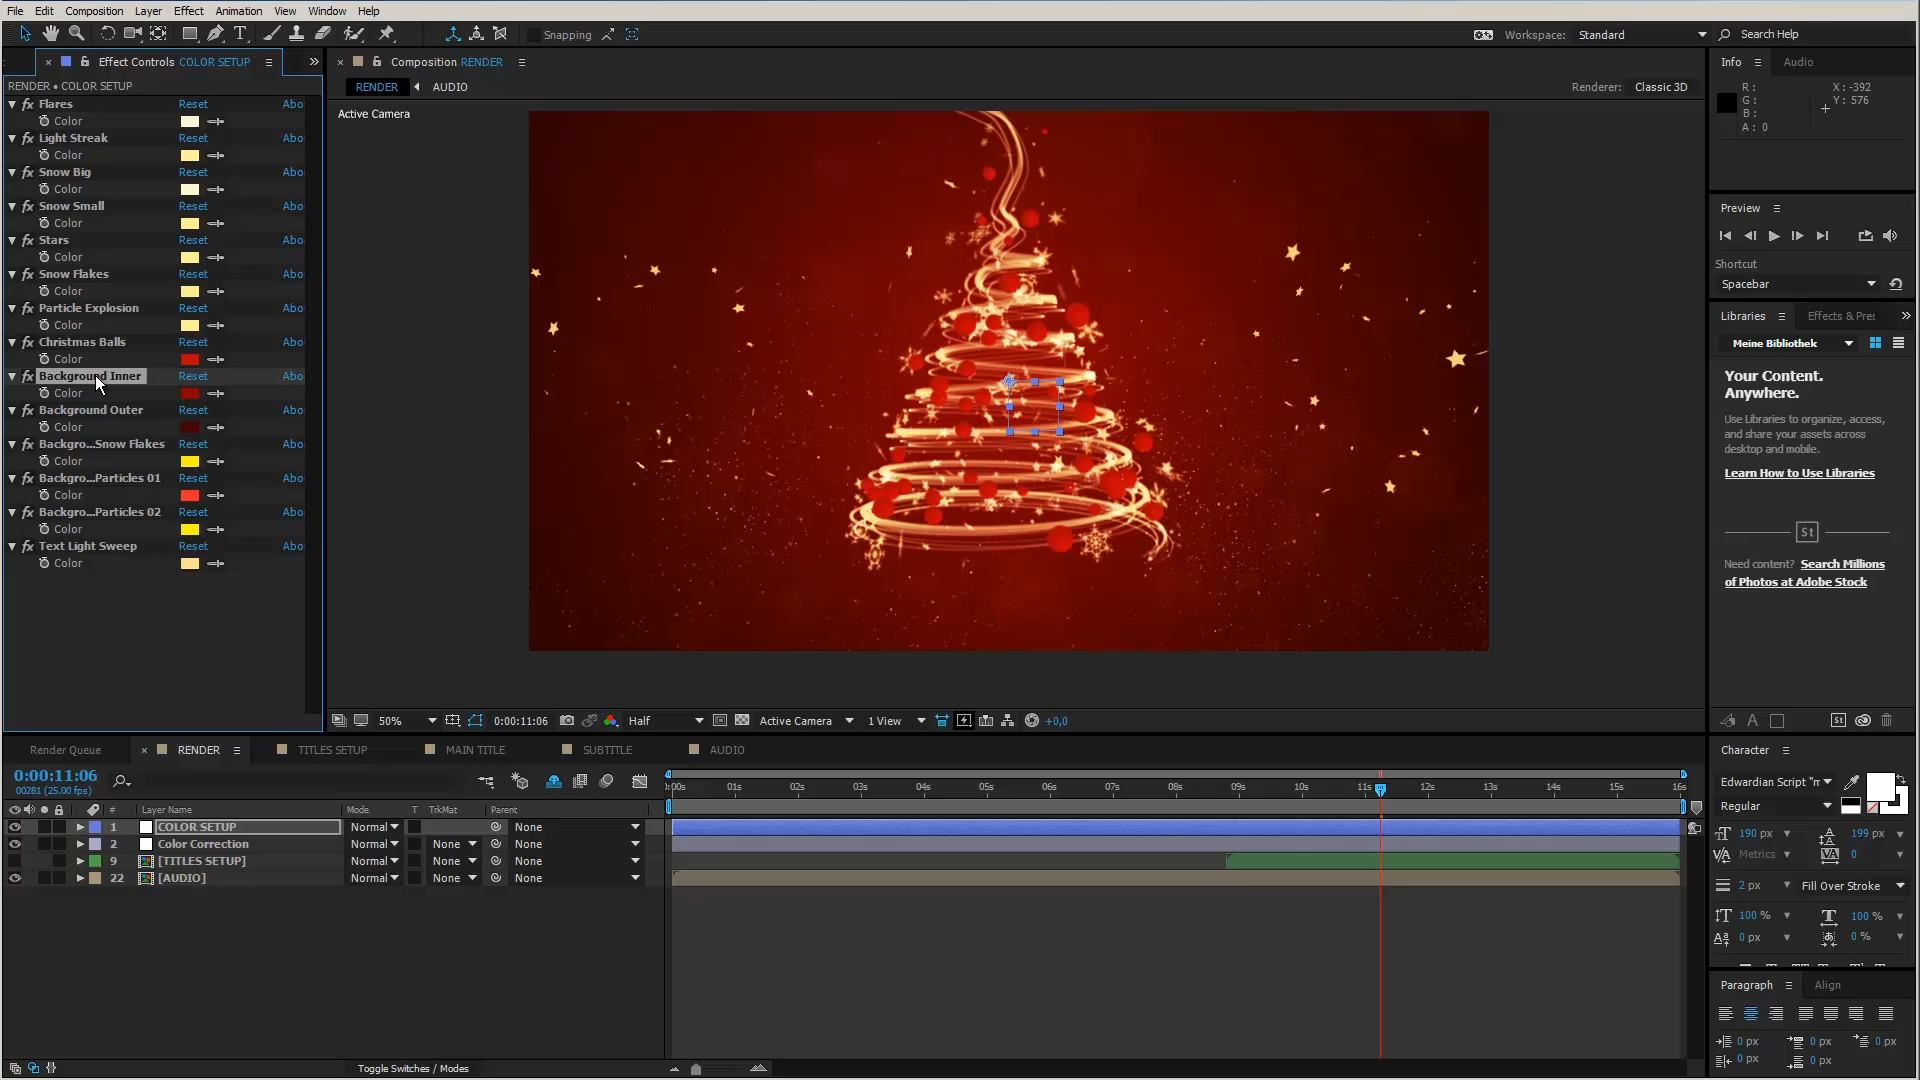 File Edit Composition Layer Effect Animation View Window Help
Snapping
Workspace: Standard
Search Help
Effect Controls COLOR SETUP
Composition RENDER
Info Audio
RENDER • COLOR SETUP
RENDER AUDIO
Renderer: Classic 3D
R :
G :
B :
A : 0
X : -392
Y : 576
Active Camera
Flares Reset Abo
Color
Light Streak Reset Abo
Color
Snow Big Reset Abo
Color
Snow Small Reset Abo
Color
Stars Reset Abo
Color
Snow Flakes Reset Abo
Color
Particle Explosion Reset Abo
Color
Christmas Balls Reset Abo
Color
Background Inner Reset Abo
Color
Background Outer Reset Abo
Color
Backgro...Snow Flakes Reset Abo
Color
Backgro...Particles 01 Reset Abo
Color
Backgro...Particles 02 Reset Abo
Color
Text Light Sweep Reset Abo
Color
Preview
Shortcut
Spacebar
Libraries Effects & Pres
Meine Bibliothek
Your Content.
Anywhere.
Use Libraries to organize, access,
and share your assets across
desktop and mobile.
Learn How to Use Libraries
St
Need content? Search Millions
of Photos at Adobe Stock
50% 0:00:11:06 Half Active Camera 1 View +0,0
St
Render Queue RENDER TITLES SETUP MAIN TITLE SUBTITLE AUDIO
0:00:11:06
00281 (25.00 fps)
):00s 01s 02s 03s 04s 05s 06s 07s 08s 09s 10s 11s 12s 13s 14s 15s 16s
# Layer Name Mode T TrkMat Parent
1 COLOR SETUP Normal None
2 Color Correction Normal None None
9 [TITLES SETUP] Normal None None
22 [AUDIO] Normal None None
Toggle Switches / Modes
Character
Edwardian Script "m
Regular
190 px 199 px
Metrics 0
2 px Fill Over Stroke
100 % 100 %
0 px 0 %
Paragraph Align
0 px 0 px 0 px
0 px 0 px